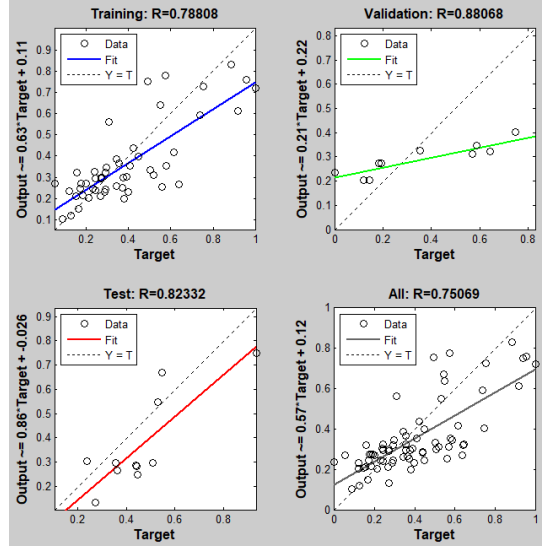 Training: R=0.78808
Output ~= 0.63*Target + 0.11
Data
Fit
Y = T
0.9
0.8
0.7
0.6
0.5
0.4
0.3
0.2
0.1
0.2 0.4 0.6 0.8 1
Target
Validation: R=0.88068
Output ~= 0.21*Target + 0.22
Data
Fit
Y = T
0.8
0.7
0.6
0.5
0.4
0.3
0.2
0.1
0
0 0.2 0.4 0.6 0.8
Target
Test: R=0.82332
Output ~= 0.86*Target + -0.026
Data
Fit
Y = T
0.9
0.8
0.7
0.6
0.5
0.4
0.3
0.2
0.2 0.4 0.6 0.8
Target
All: R=0.75069
Output ~= 0.57*Target + 0.12
Data
Fit
Y = T
1
0.8
0.6
0.4
0.2
0
0 0.2 0.4 0.6 0.8 1
Target